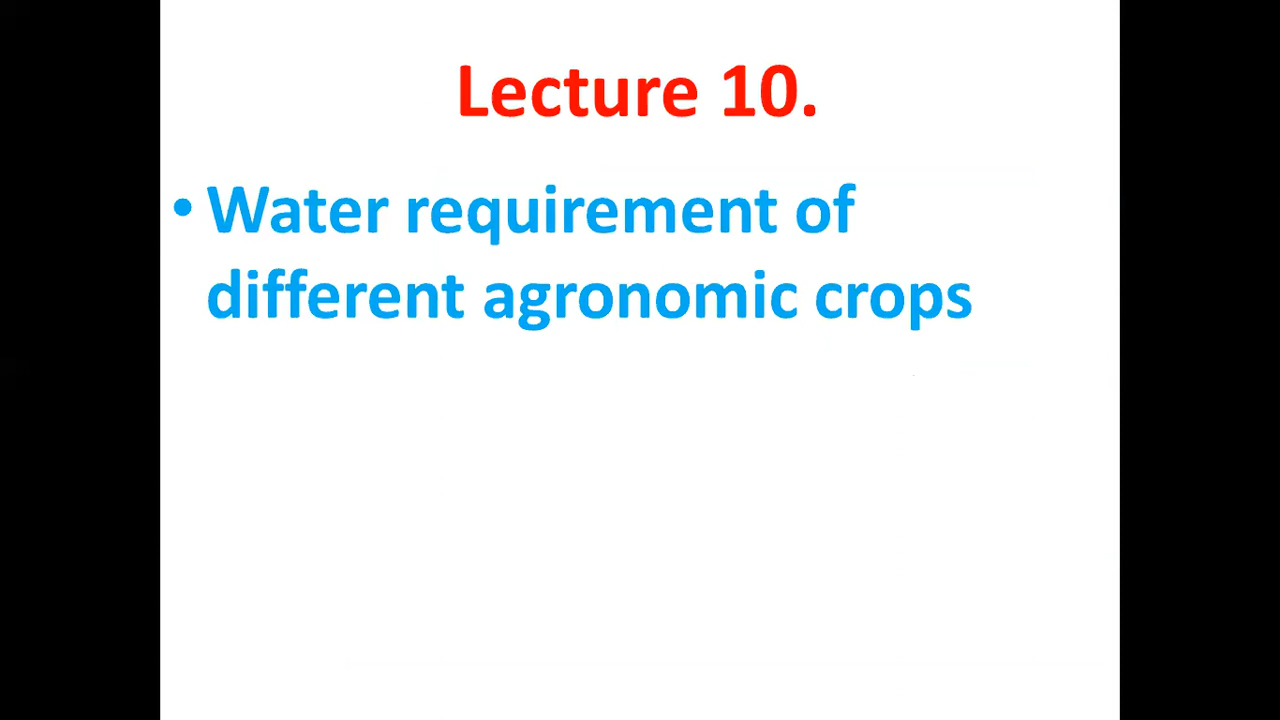 Lecture 10.
• Water requirement of
different agronomic crops